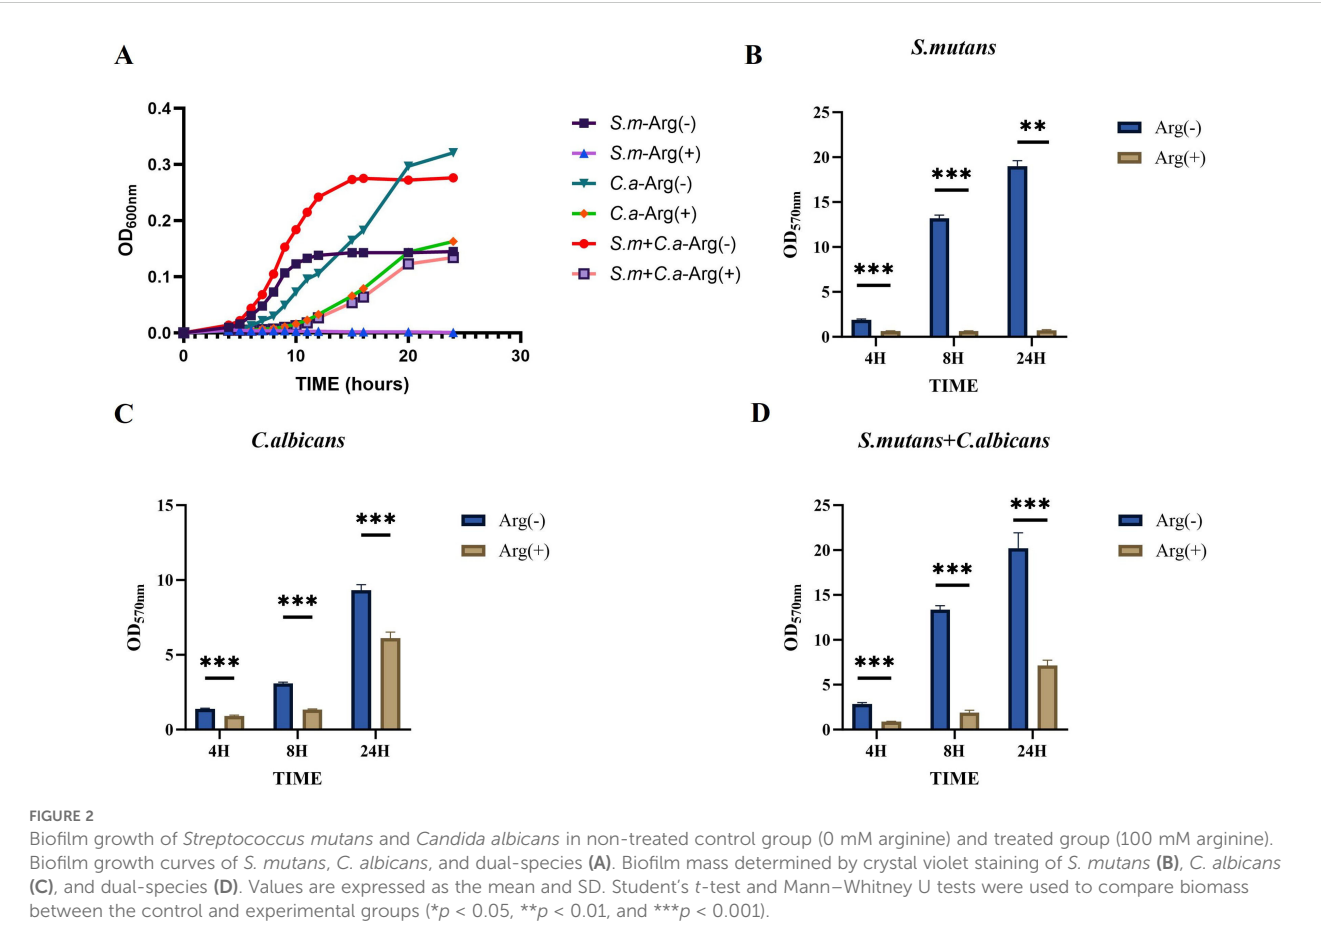 A
0.4
0.3
0.2
0.1
0.0
OD600nm
0
10
20
30
TIME (hours)
S.m-Arg(-)
S.m-Arg(+)
C.a-Arg(-)
C.a-Arg(+)
S.m+C.a-Arg(-)
S.m+C.a-Arg(+)
B
S.mutans
25
20
15
10
5
0
OD570nm
***
***
**
4H
8H
24H
TIME
Arg(-)
Arg(+)
C
C.albicans
15
10
5
0
OD570nm
***
***
***
4H
8H
24H
TIME
Arg(-)
Arg(+)
D
S.mutans+C.albicans
25
20
15
10
5
0
OD570nm
***
***
***
4H
8H
24H
TIME
Arg(-)
Arg(+)
FIGURE 2
Biofilm growth of Streptococcus mutans and Candida albicans in non-treated control group (0 mM arginine) and treated group (100 mM arginine).
Biofilm growth curves of S. mutans, C. albicans, and dual-species (A). Biofilm mass determined by crystal violet staining of S. mutans (B), C. albicans
(C), and dual-species (D). Values are expressed as the mean and SD. Student's t-test and Mann–Whitney U tests were used to compare biomass
between the control and experimental groups (*p < 0.05, **p < 0.01, and ***p < 0.001).